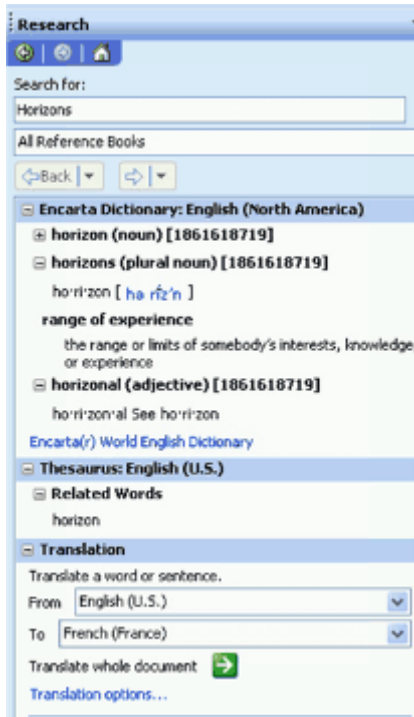 Research
Search for:
Horizons
All Reference Books
Back
Encarta Dictionary: English (North America)
horizon (noun) [1861618719]
horizons (plural noun) [1861618719]
ho·ri·zon [ hə rī́z'n ]
range of experience
the range or limits of somebody's interests, knowledge
or experience
horizonal (adjective) [1861618719]
ho·ri·zon·al See ho·ri·zon
Encarta(r) World English Dictionary
Thesaurus: English (U.S.)
Related Words
horizon
Translation
Translate a word or sentence.
From English (U.S.)
To French (France)
Translate whole document
Translation options...